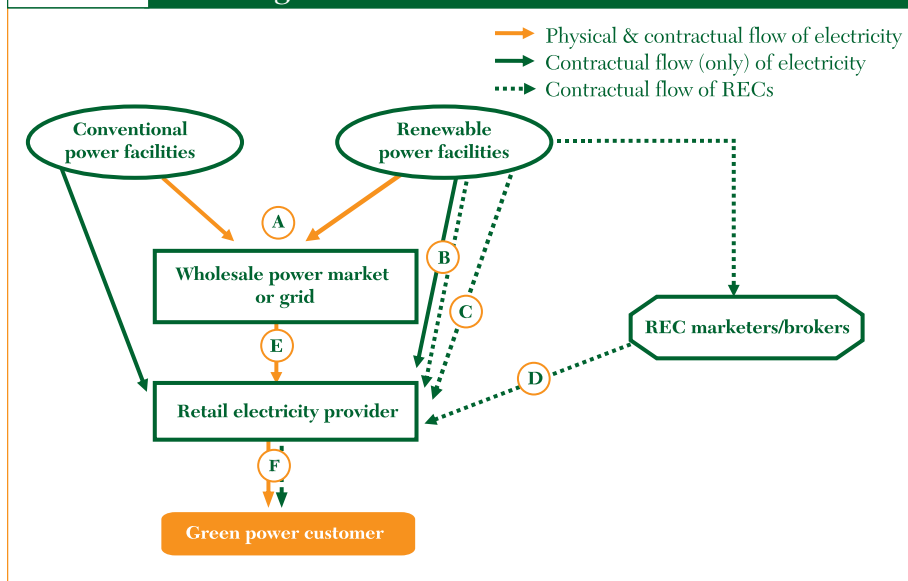 Physical & contractual flow of electricity
Contractual flow (only) of electricity
Contractual flow of RECs
Conventional
power facilities
Renewable
power facilities
A
B
Wholesale power market
or grid
C
REC marketers/brokers
E
D
Retail electricity provider
F
Green power customer